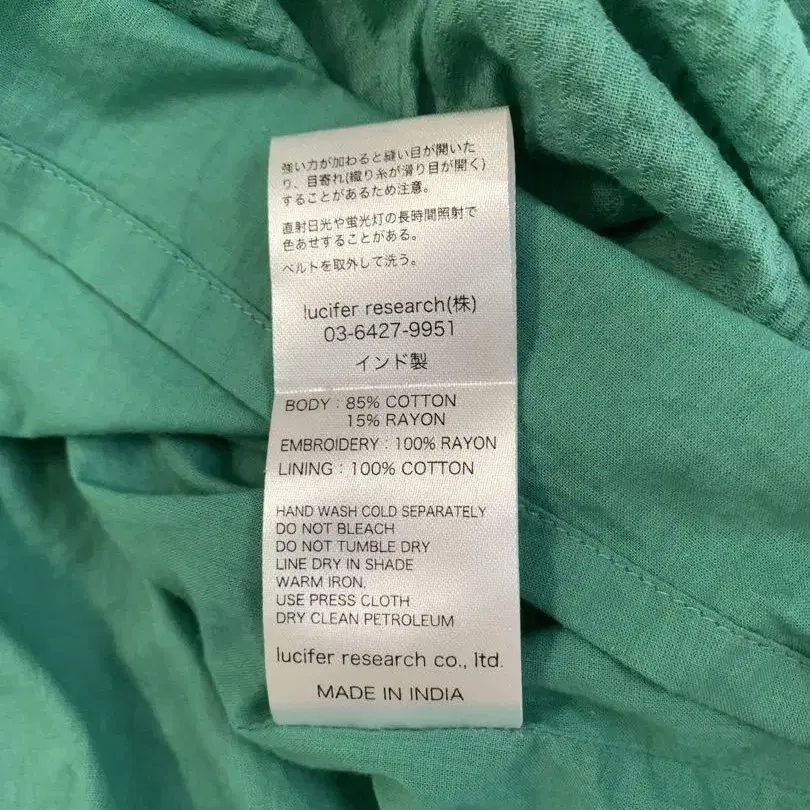 強い力が加わると縫い目が開いた
り、目寄れ(織り糸が滑り目が開く)
することがあるため注意。
直射日光や蛍光灯の長時間照射で
色あせすることがある。
ベルトを取外して洗う。
lucifer research(株)
03-6427-9951
インド製
BODY : 85% COTTON
15% RAYON
EMBROIDERY : 100% RAYON
LINING : 100% COTTON
HAND WASH COLD SEPARATELY
DO NOT BLEACH
DO NOT TUMBLE DRY
LINE DRY IN SHADE
WARM IRON.
USE PRESS CLOTH
DRY CLEAN PETROLEUM
lucifer research co., ltd.
MADE IN INDIA